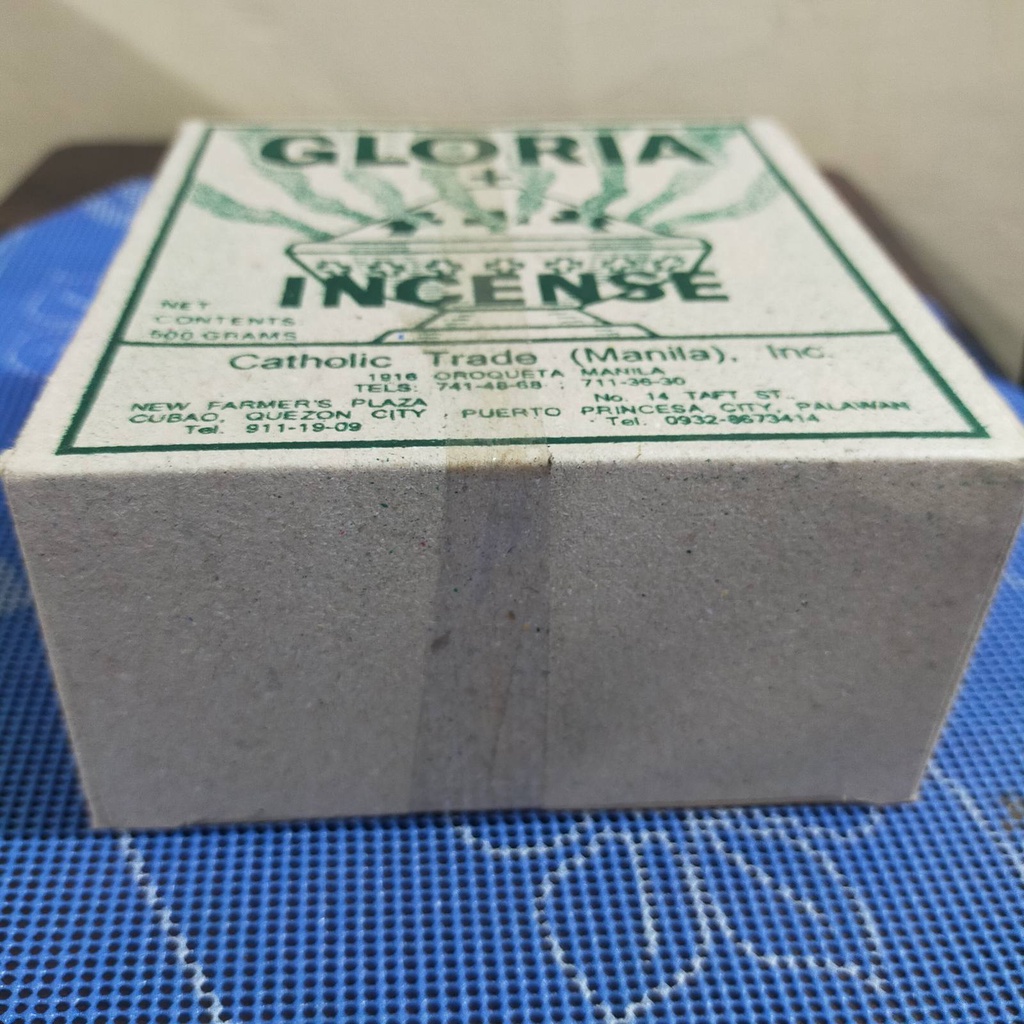 GLORIA
INCENSE
NET
CONTENTS
500 GRAMS
Catholic Trade (Manila), Inc.
1916 OROQUETA MANILA
TELS: 741-48-68 ; 711-36-30
NEW FARMER'S PLAZA
CUBAO, QUEZON CITY
Tel. 911-19-09
No. 14 TAFT ST.
PUERTO PRINCESA CITY, PALAWAN
Tel. 0932-8673414